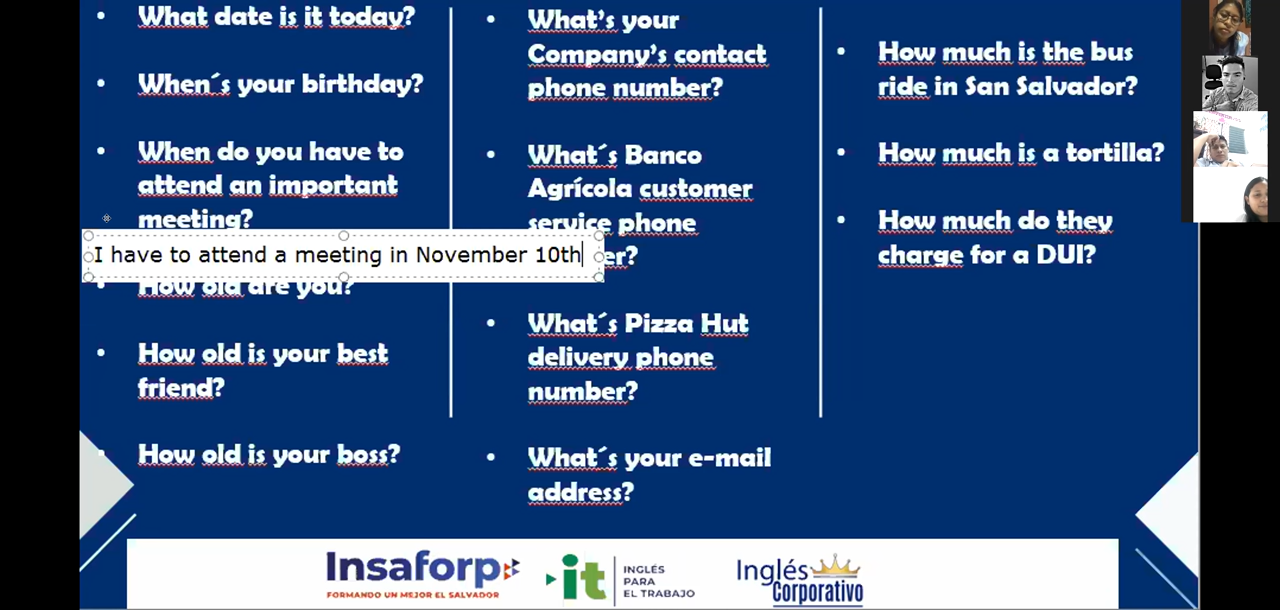 What date is it today?
When´s your birthday?
When do you have to
attend an important
meeting?
I have to attend a meeting in November 10th
How old are you?
How old is your best
friend?
How old is your boss?
What's your
Company's contact
phone number?
What´s Banco
Agrícola customer
service phone
er?
What´s Pizza Hut
delivery phone
number?
What´s your e-mail
address?
How much is the bus
ride in San Salvador?
How much is a tortilla?
How much do they
charge for a DUI?
Insaforp
FORMANDO UN MEJOR EL SALVADOR
it
INGLÉS
PARA
EL TRABAJO
Inglés
Corporativo